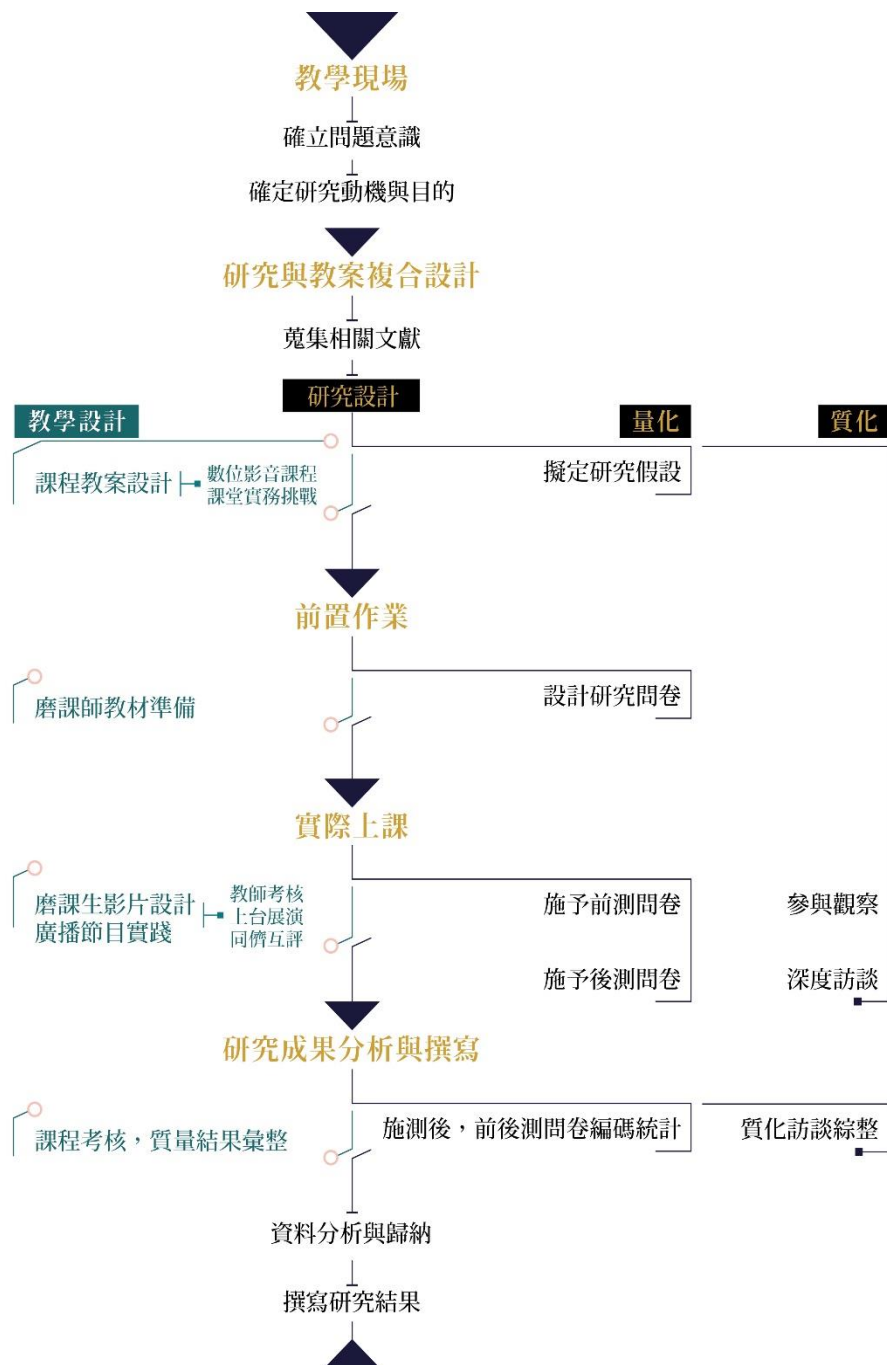 教學現場
確立問題意識
確定研究動機與目的
研究與教案複合設計
蒐集相關文獻
研究設計
教學設計
量化
質化
課程教案設計
數位影音課程
課堂實務挑戰
擬定研究假設
前置作業
磨課師教材準備
設計研究問卷
實際上課
磨課生影片設計
廣播節目實踐
教師考核
上台展演
同儕互評
施予前測問卷
參與觀察
施予後測問卷
深度訪談
研究成果分析與撰寫
課程考核，質量結果彙整
施測後，前後測問卷編碼統計
質化訪談綜整
資料分析與歸納
撰寫研究結果